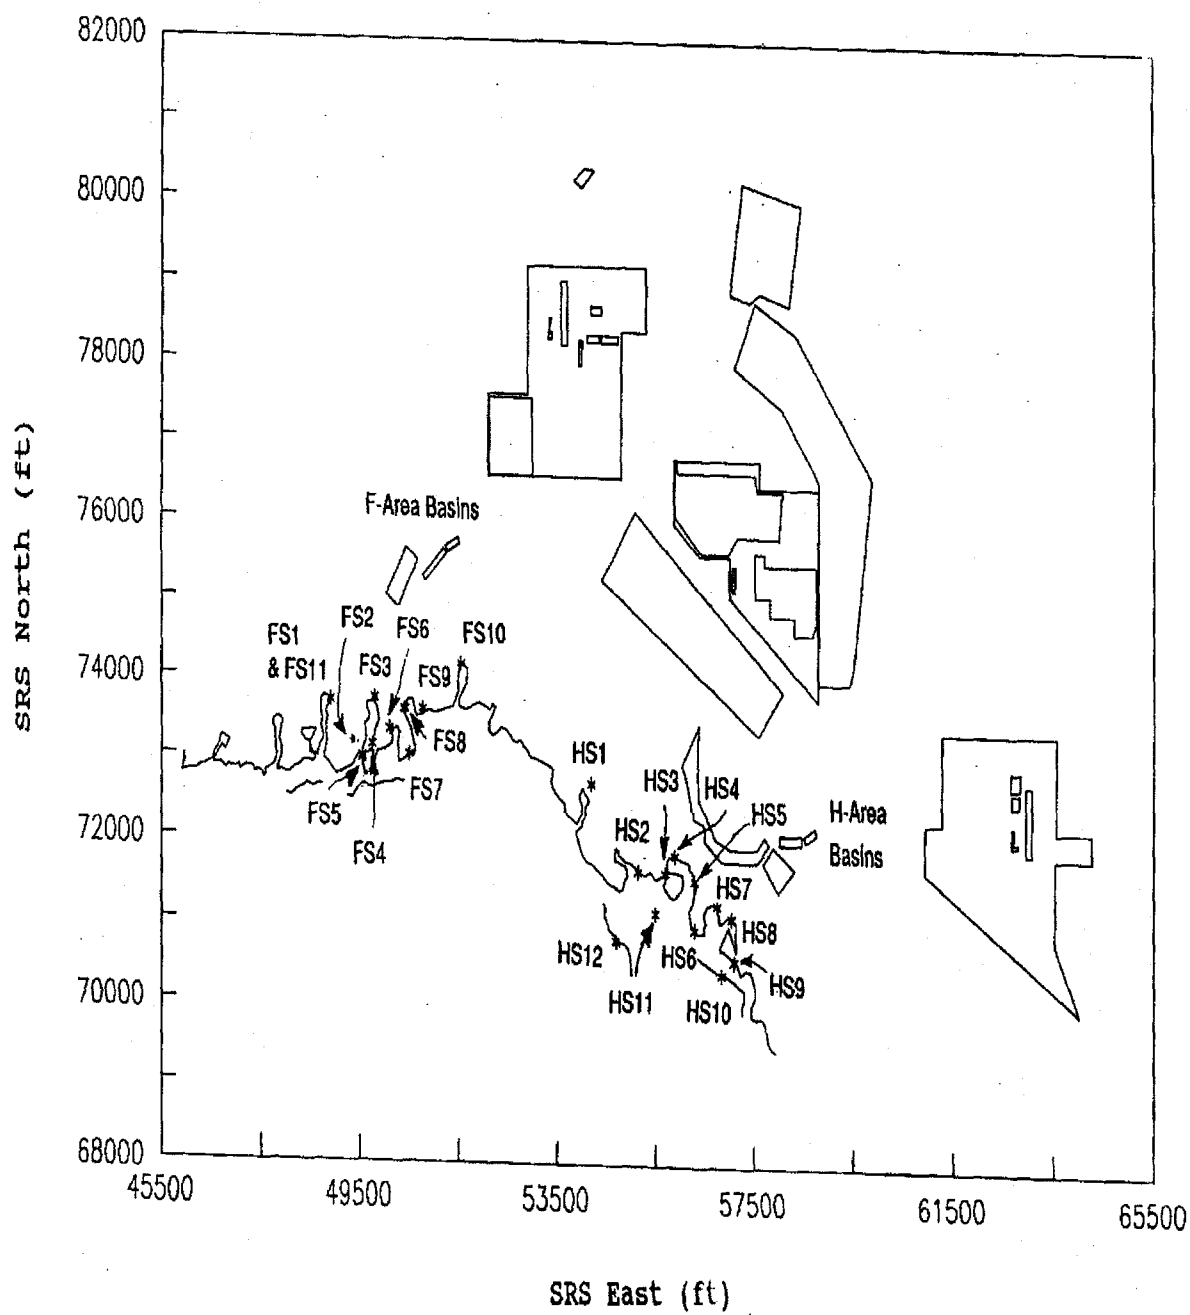 82000
80000
78000
76000
74000
72000
70000
68000
SRS North (ft)
F-Area Basins
FS1
& FS11
FS2
FS3
FS6
FS10
FS9
FS8
FS7
FS5
FS4
HS1
HS2
HS3
HS4
HS5
H-Area
Basins
HS7
HS8
HS9
HS6
HS10
HS12
HS11
45500
49500
53500
57500
61500
65500
SRS East (ft)